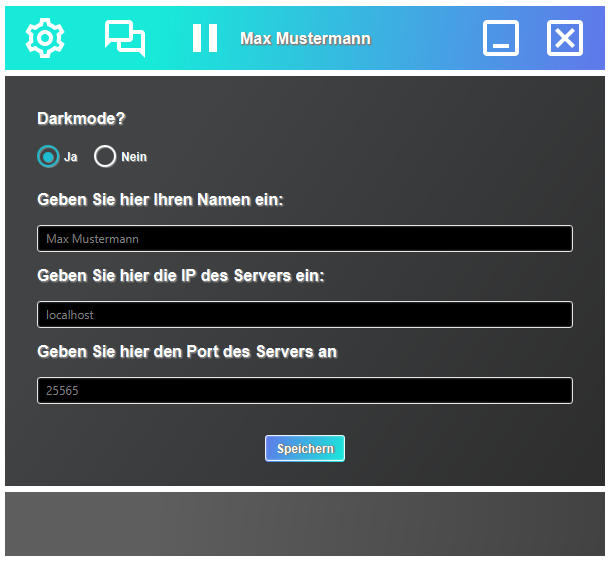 Max Mustermann
Darkmode?
Ja Nein
Geben Sie hier Ihren Namen ein:
Max Mustermann
Geben Sie hier die IP des Servers ein:
localhost
Geben Sie hier den Port des Servers an
25565
Speichern